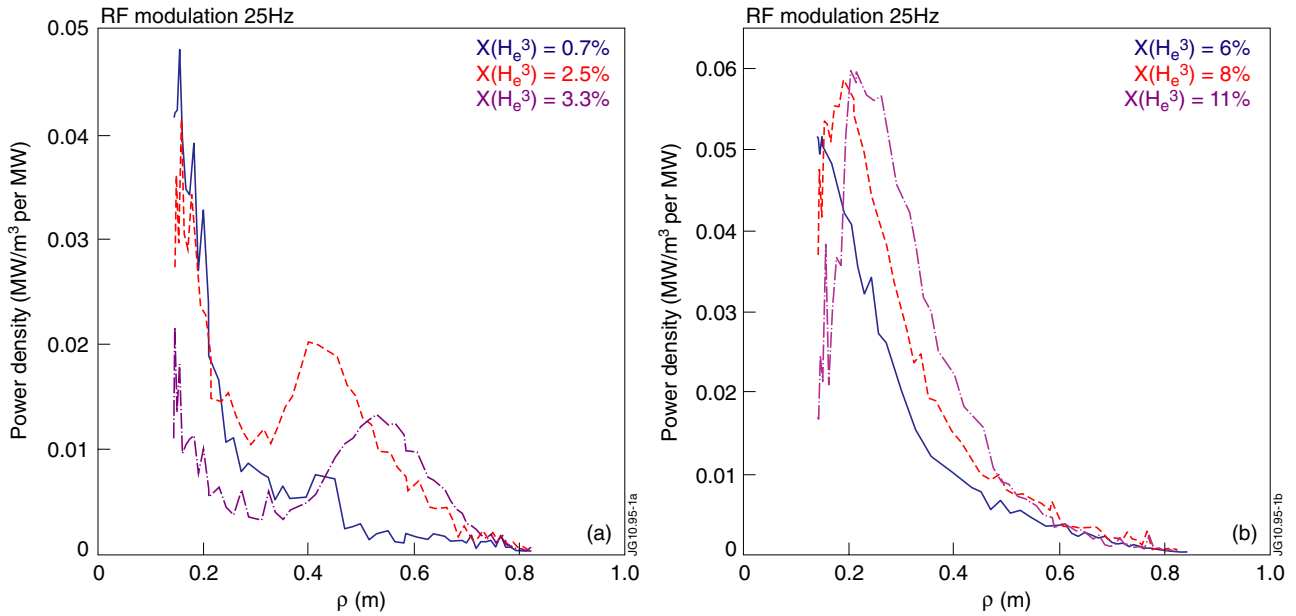 RF modulation 25Hz
0.05
0.04
0.03
0.02
0.01
0
Power density (MW/m³ per MW)
X(Hₑ³) = 0.7%
X(Hₑ³) = 2.5%
X(Hₑ³) = 3.3%
(a)
JG10.95-1a
0
0.2
0.4
0.6
0.8
1.0
ρ (m)
RF modulation 25Hz
0.06
0.05
0.04
0.03
0.02
0.01
0
Power density (MW/m³ per MW)
X(Hₑ³) = 6%
X(Hₑ³) = 8%
X(Hₑ³) = 11%
(b)
JG10.95-1b
0
0.2
0.4
0.6
0.8
1.0
ρ (m)